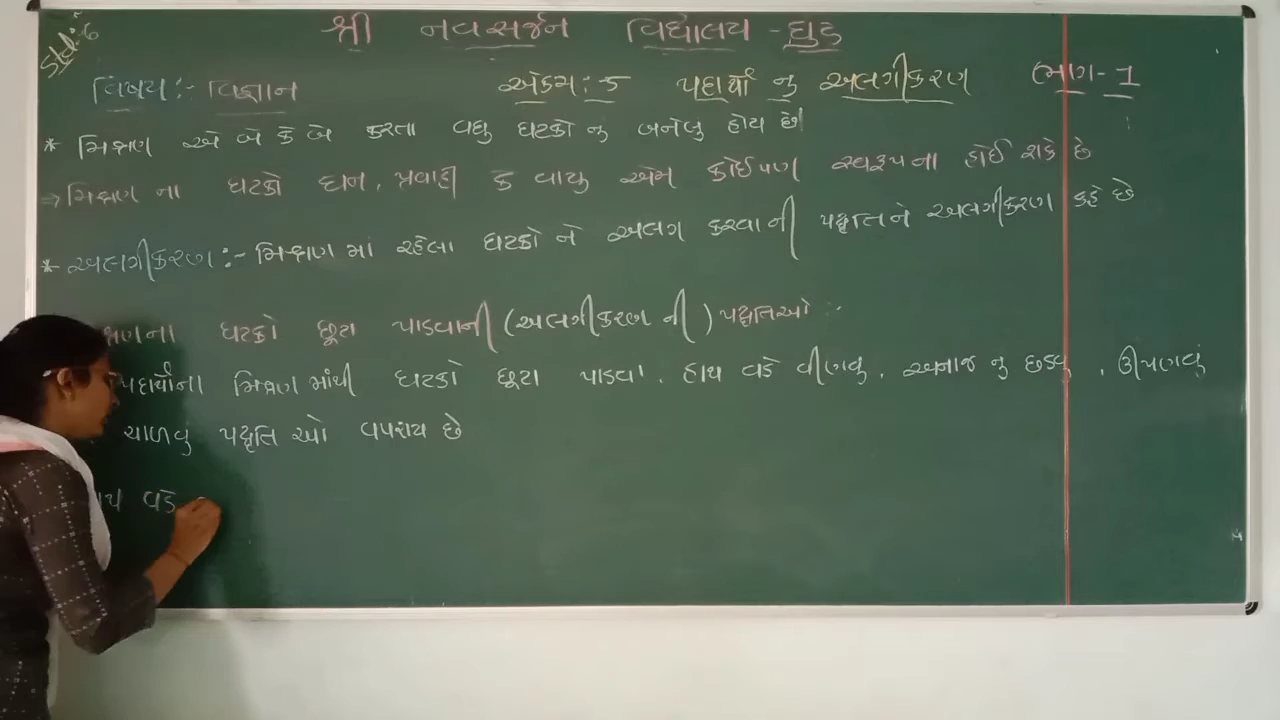 Std:6
શ્રી નવસર્જન વિદ્યાલય - ધ્રુફ
વિષય:- વિજ્ઞાન એકમ:-5 પદાર્થો નુ અલગીકરણ ભાગ-1
* મિશ્રણ એ બે કે બે કરતા વધુ ઘટકો નુ બનેલુ હોય છે
⇒ મિશ્રણ ના ઘટકો ઘન, પ્રવાહી કે વાયુ એમ કોઈપણ સ્વરૂપના હોઈ શકે છે
* અલગીકરણ:- મિશ્રણ માં રહેલા ઘટકો ને અલગ કરવાની પદ્ધતિને અલગીકરણ કહે છે
ઘટકો છૂટા પાડવાની (અલગીકરણ ની) પદ્ધતિઓ :-
પદાર્થોના મિશ્રણ માંથી ઘટકો છૂટા પાડવા, હાથ વડે વીણવુ, અનાજ નુ છડવુ, ઊપણવું
ચાળવું પદ્ધતિ ઓ વપરાય છે
વડે